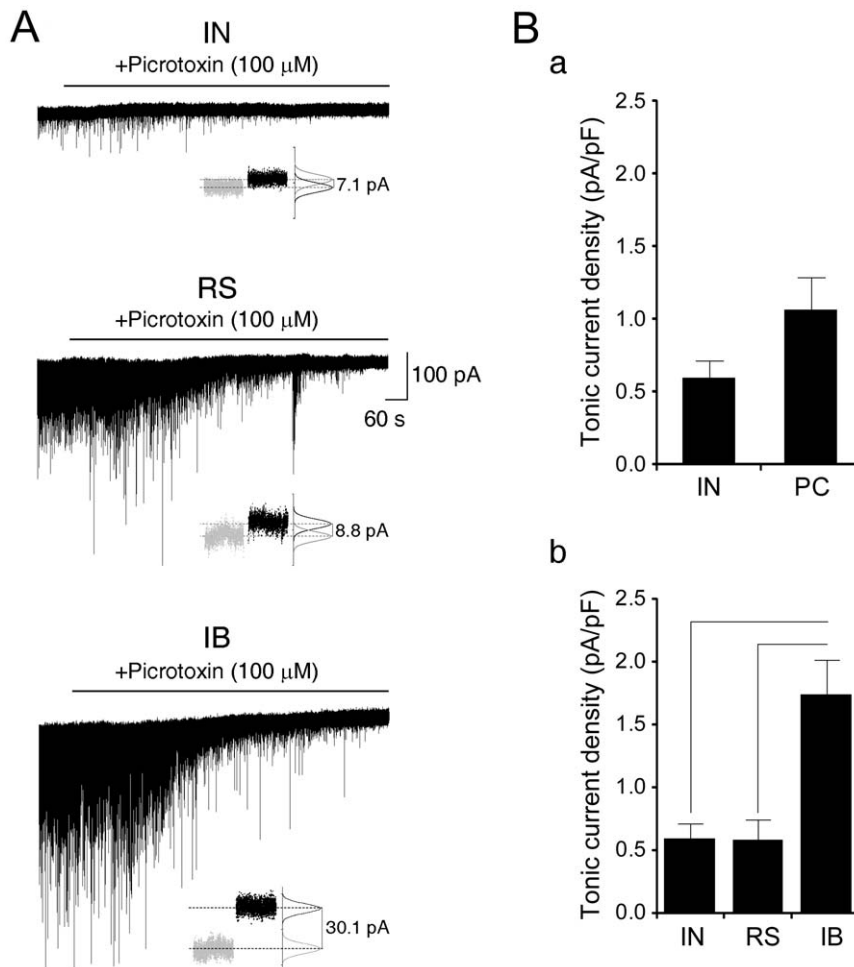 A
IN
+Picrotoxin (100 μM)
7.1 pA
RS
+Picrotoxin (100 μM)
100 pA
60 s
8.8 pA
IB
+Picrotoxin (100 μM)
30.1 pA
B
a
Tonic current density (pA/pF)
2.5
2.0
1.5
1.0
0.5
0.0
IN PC
b
Tonic current density (pA/pF)
2.5
2.0
1.5
1.0
0.5
0.0
IN RS IB